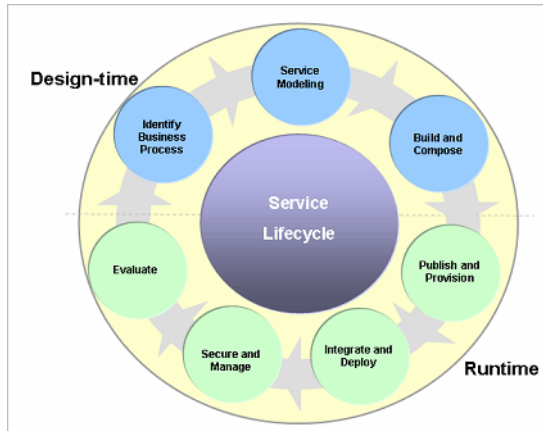 Design-time
Service
Modeling
Identify
Business
Process
Build and
Compose
Service
Lifecycle
Evaluate
Publish and
Provision
Secure and
Manage
Integrate and
Deploy
Runtime